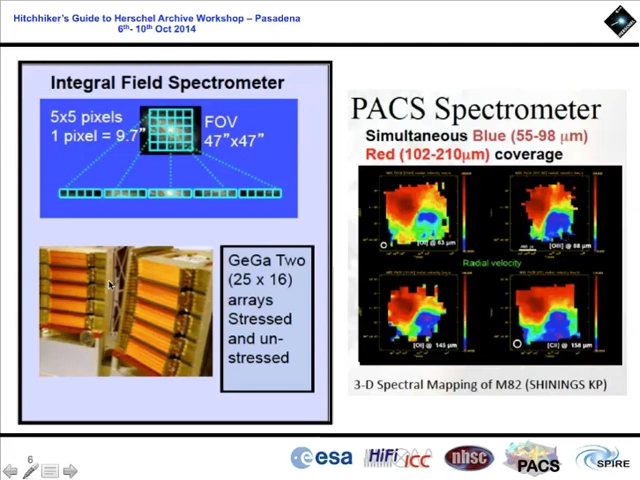 Hitchhiker's Guide to Herschel Archive Workshop – Pasadena
6th- 10th Oct 2014
Integral Field Spectrometer
5x5 pixels
1 pixel = 9.7"
FOV
47"x47"
GeGa Two
(25 x 16)
arrays
Stressed
and un-
stressed
PACS Spectrometer
Simultaneous Blue (55-98 μm)
Red (102-210μm) coverage
[OI] @ 63 μm
[OIII] @ 88 μm
Radial velocity
[OI] @ 145 μm
[CII] @ 158 μm
3-D Spectral Mapping of M82 (SHININGS KP)
6
esa
HiFi ICC
nhsc
PACS
SPIRE